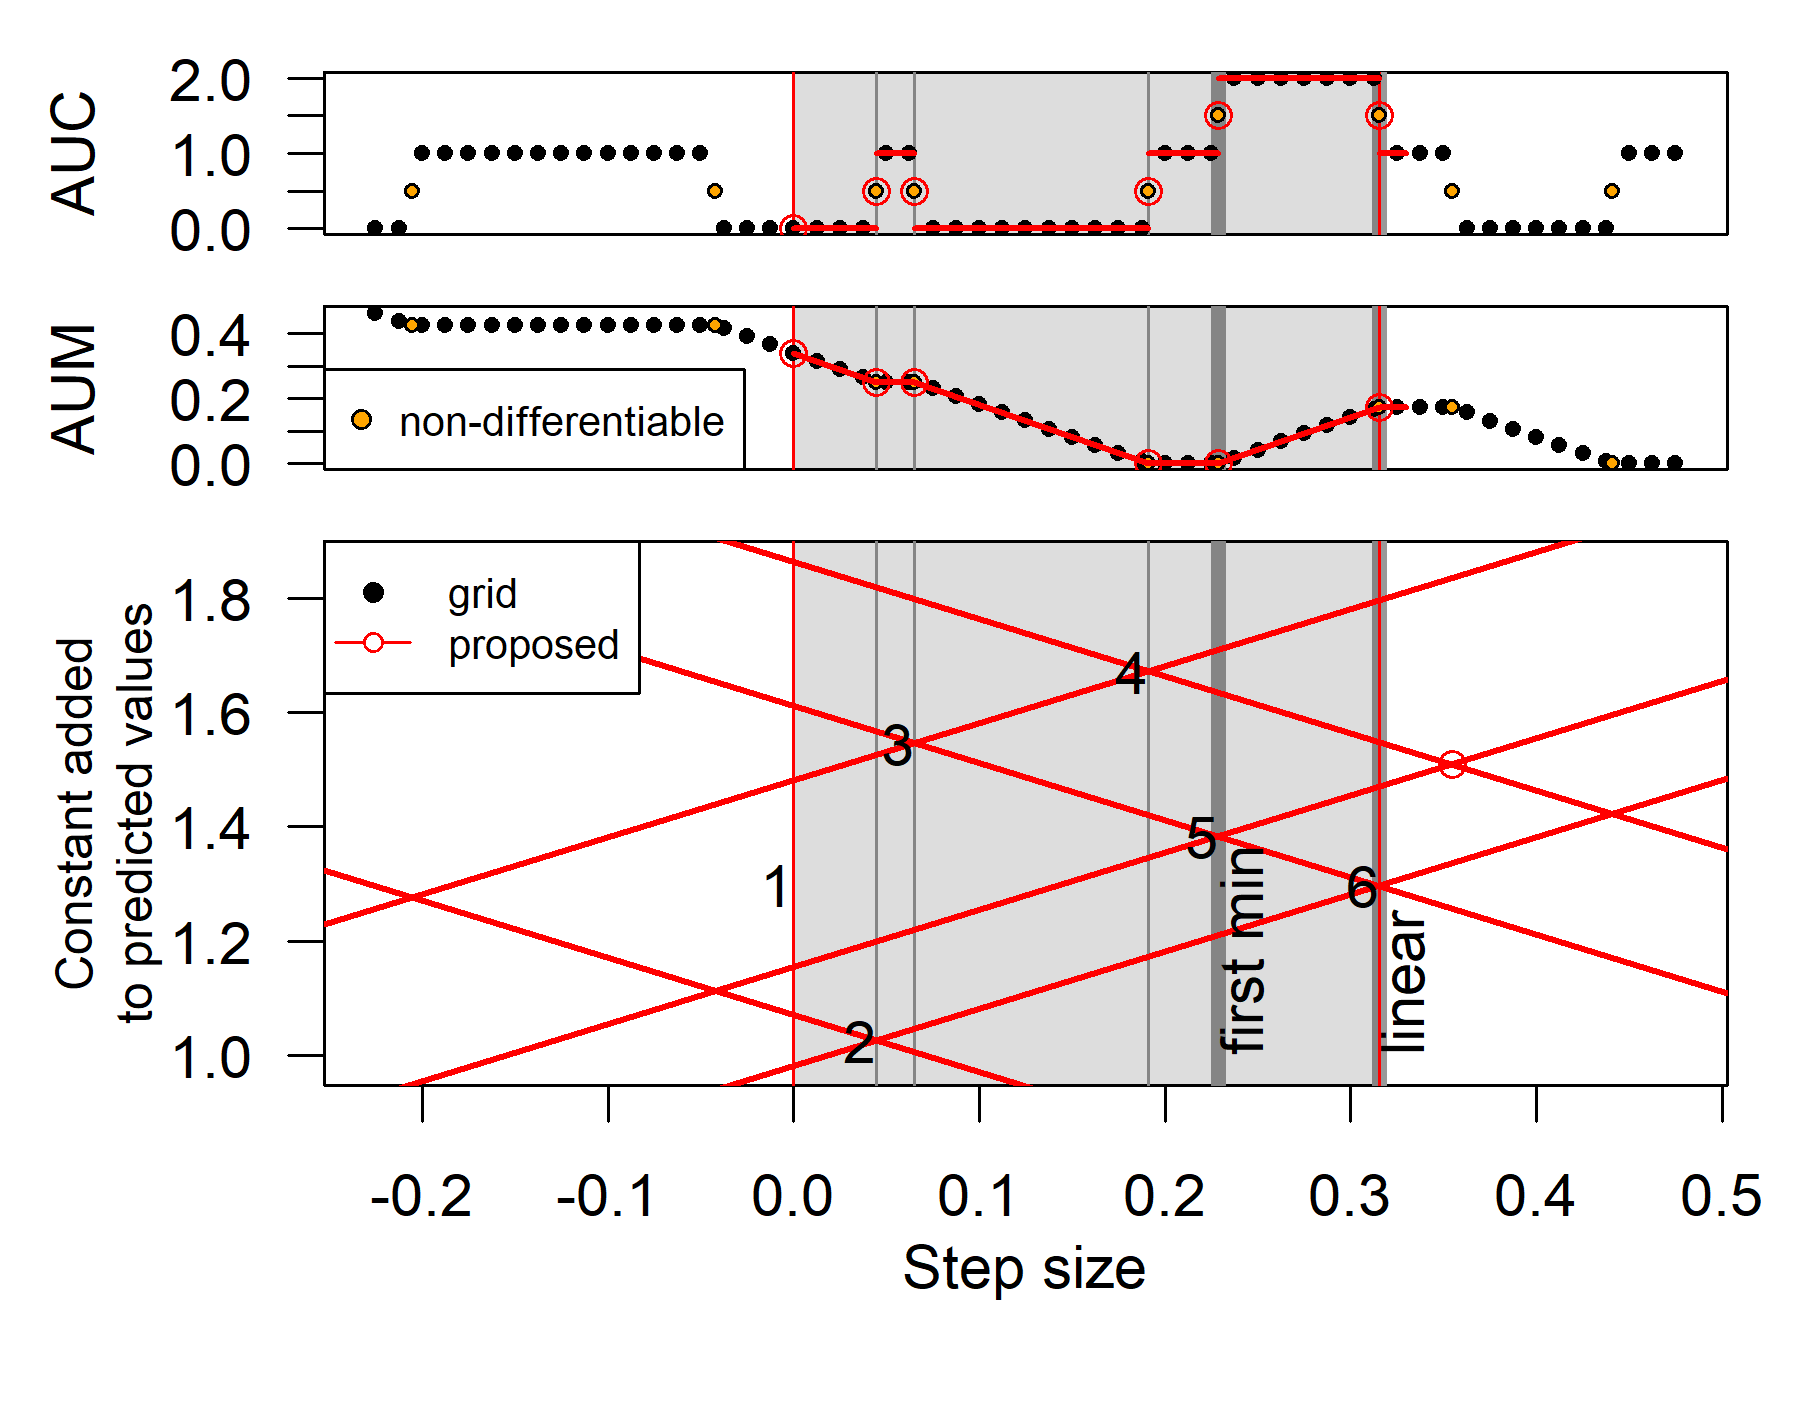 AUC
2.0
1.0
0.0
AUM
0.4
0.2
0.0
non-differentiable
Constant added
to predicted values
1.8
1.6
1.4
1.2
1.0
grid
proposed
1
2
3
4
5
6
first min
linear
-0.2 -0.1 0.0 0.1 0.2 0.3 0.4 0.5
Step size